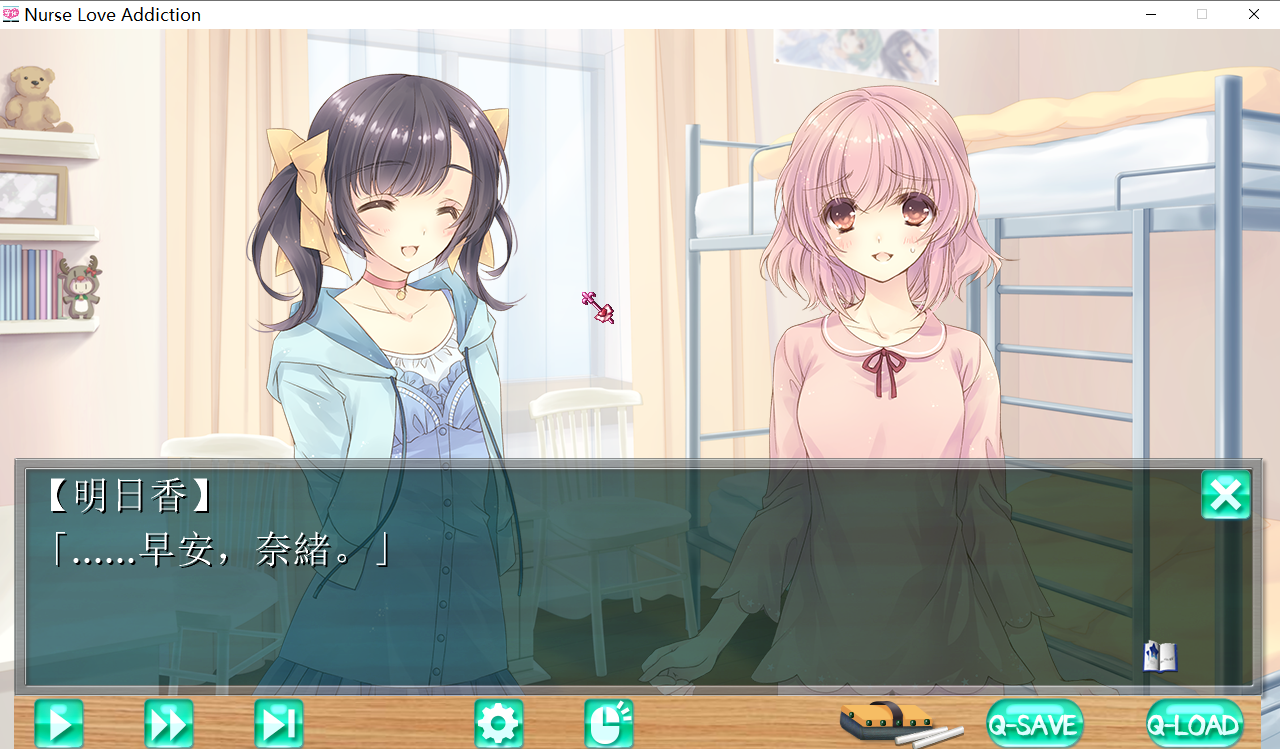 Nurse Love Addiction
【明日香】
「......早安，奈緒。」
Q-SAVE
Q-LOAD